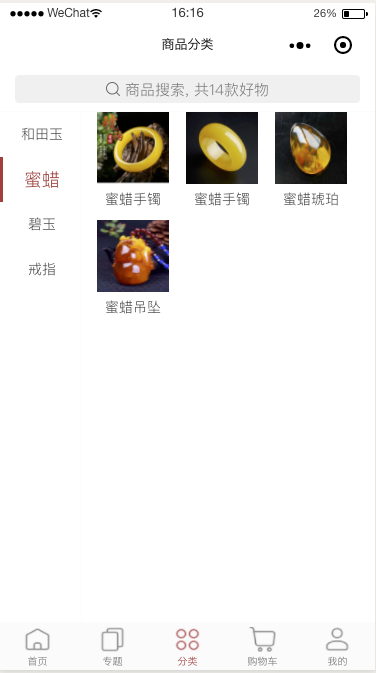 WeChat 16:16 26%
商品分类
商品搜索, 共14款好物
和田玉
蜜蜡
碧玉
戒指
蜜蜡手镯 蜜蜡手镯 蜜蜡琥珀
蜜蜡吊坠
首页 专题 分类 购物车 我的